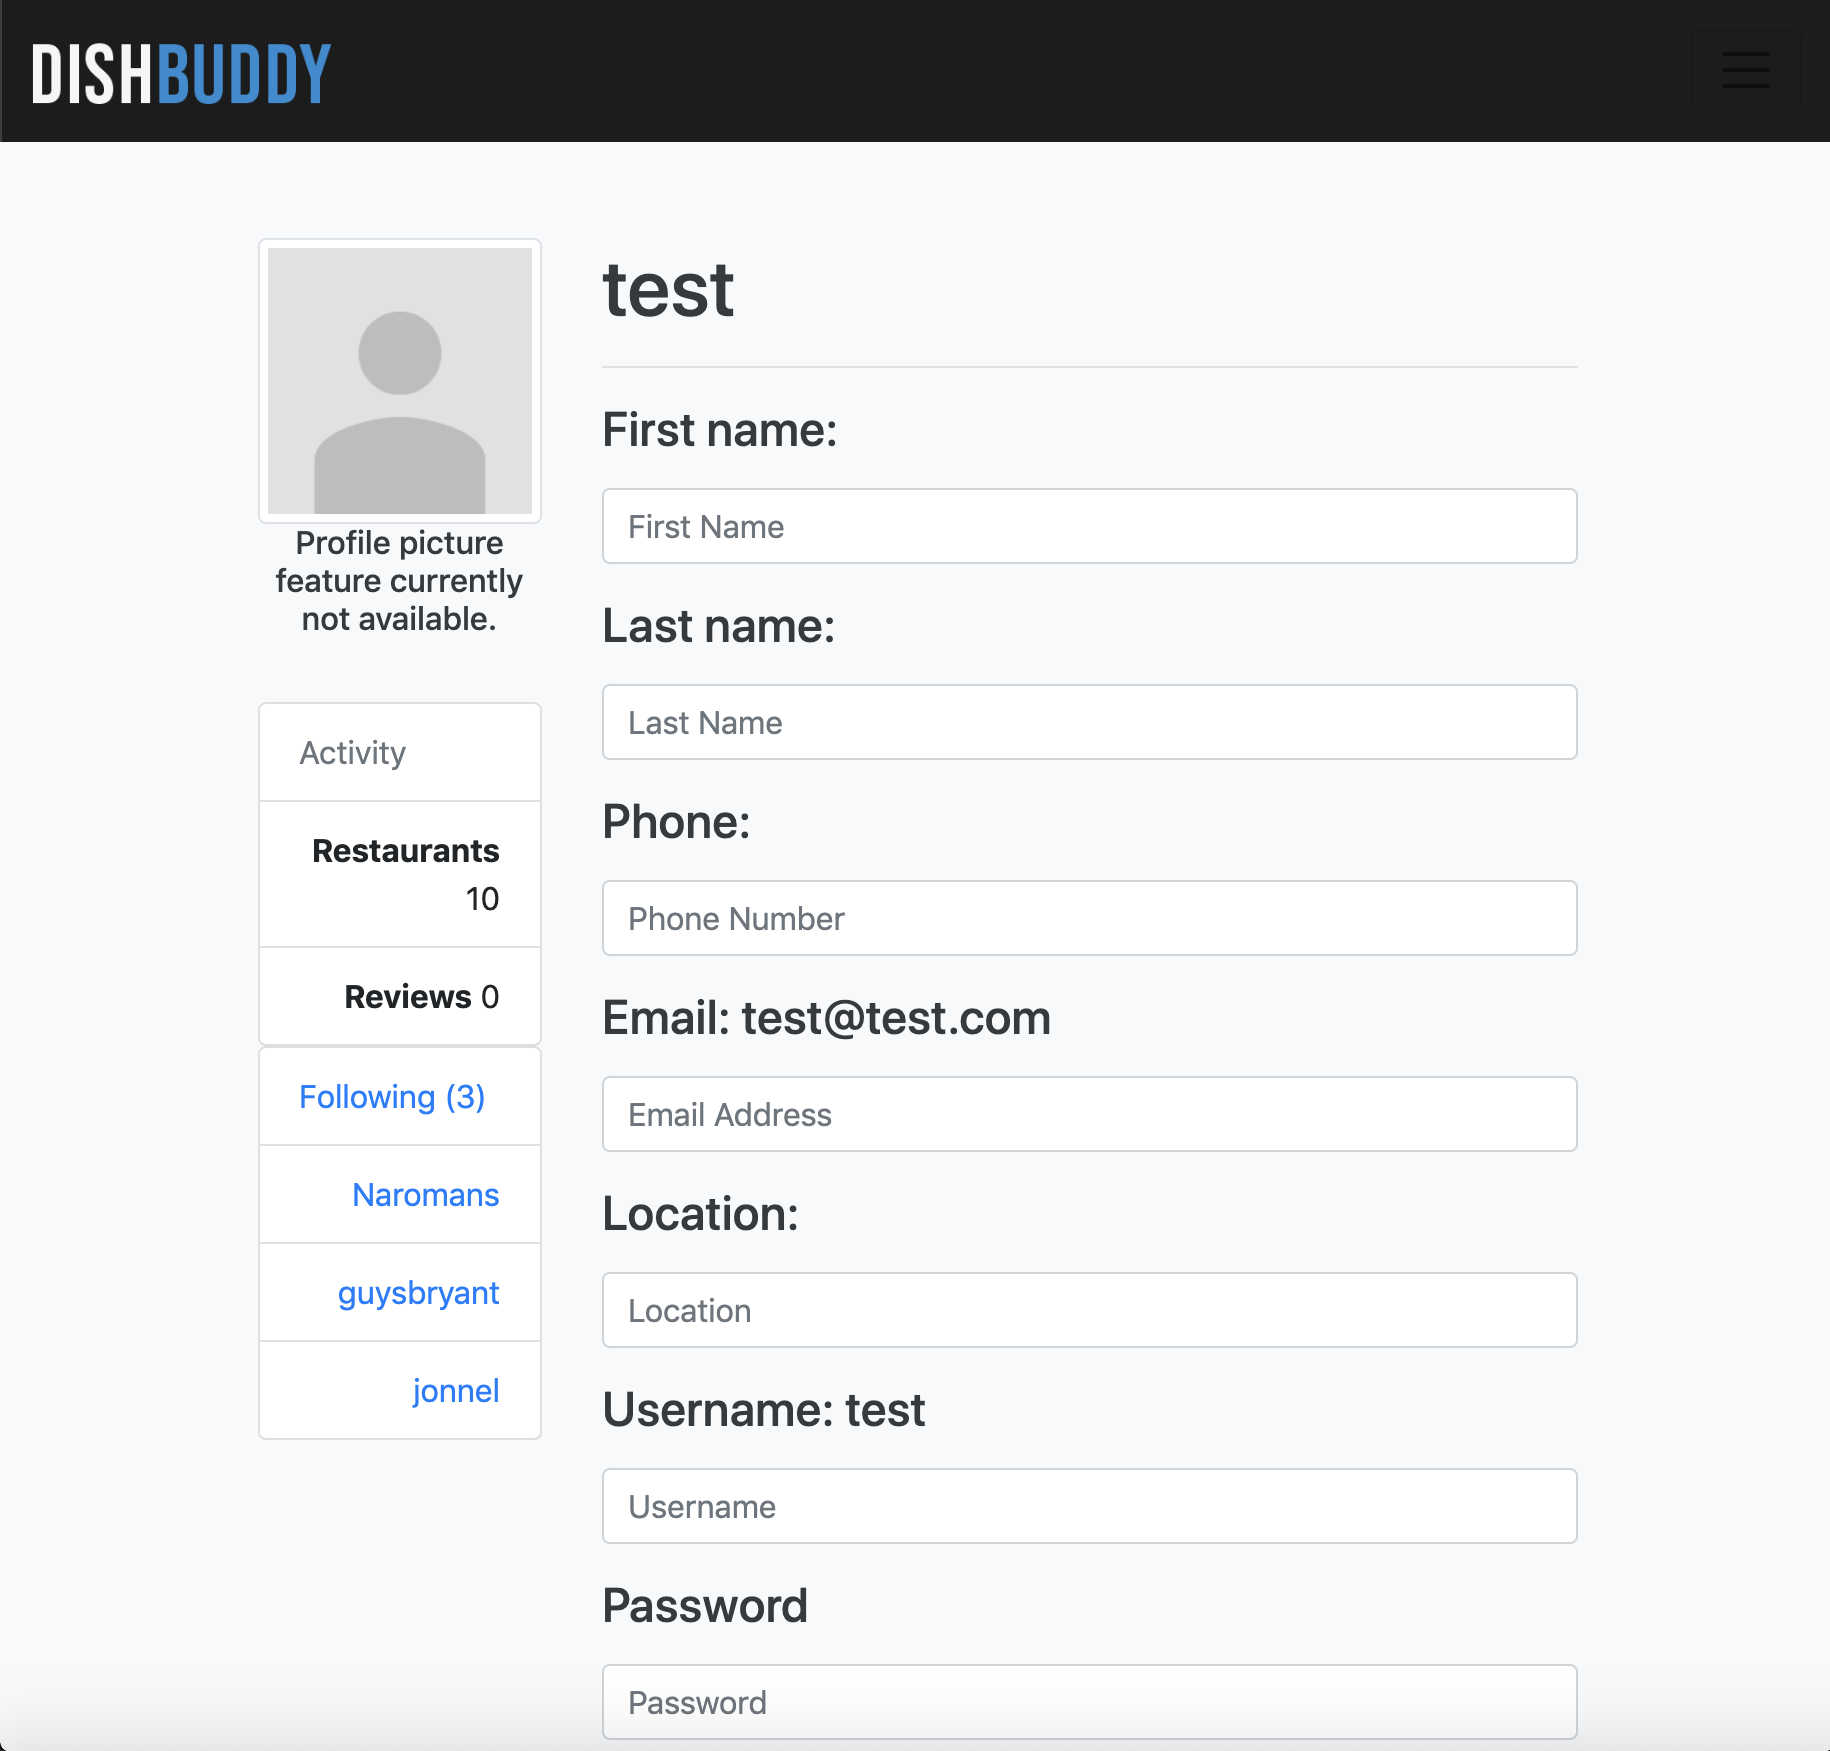 DISHBUDDY
Profile picture
feature currently
not available.
Activity
Restaurants
10
Reviews 0
Following (3)
Naromans
guysbryant
jonnel
test
First name:
First Name
Last name:
Last Name
Phone:
Phone Number
Email: test@test.com
Email Address
Location:
Location
Username: test
Username
Password
Password